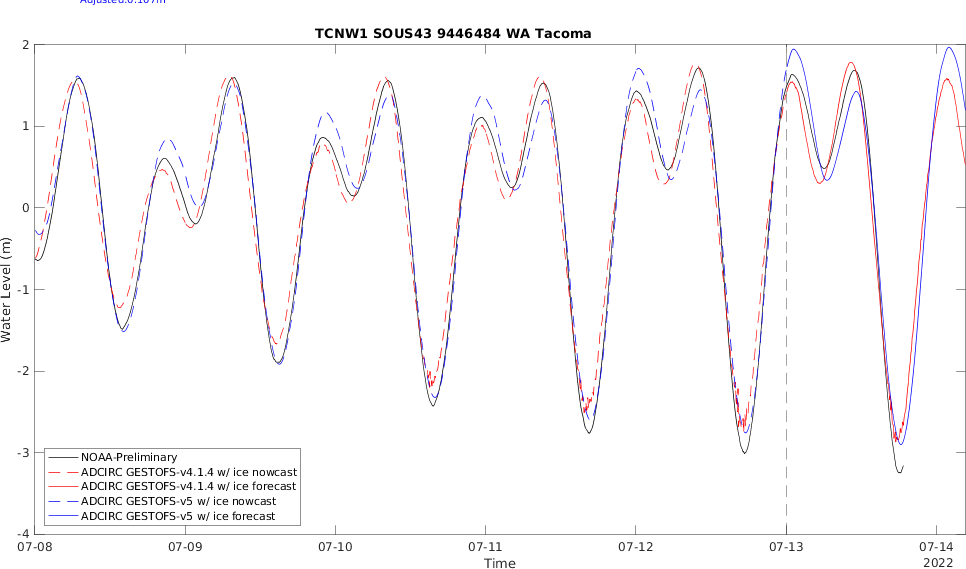 Adjusted:0.107m
TCNW1 SOUS43 9446484 WA Tacoma
Water Level (m)
2
1
0
-1
-2
-3
-4
NOAA-Preliminary
ADCIRC GESTOFS-v4.1.4 w/ ice nowcast
ADCIRC GESTOFS-v4.1.4 w/ ice forecast
ADCIRC GESTOFS-v5 w/ ice nowcast
ADCIRC GESTOFS-v5 w/ ice forecast
07-08 07-09 07-10 07-11 07-12 07-13 07-14
Time
2022